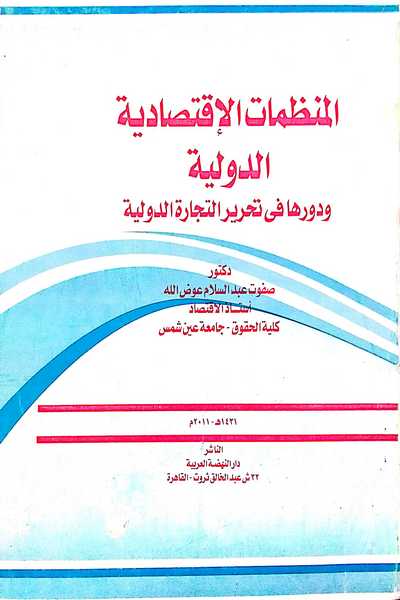 المنظمات الإقتصادية
الدولية
ودورها فى تحرير التجارة الدولية
دكتور
صفوت عبد السلام عوض الله
أستاذ الاقتصاد
كلية الحقوق - جامعة عين شمس
١٤٣١هـ - ٢٠١١م
الناشر
دار النهضة العربية
٣٢ ش عبد الخالق ثروت - القاهرة